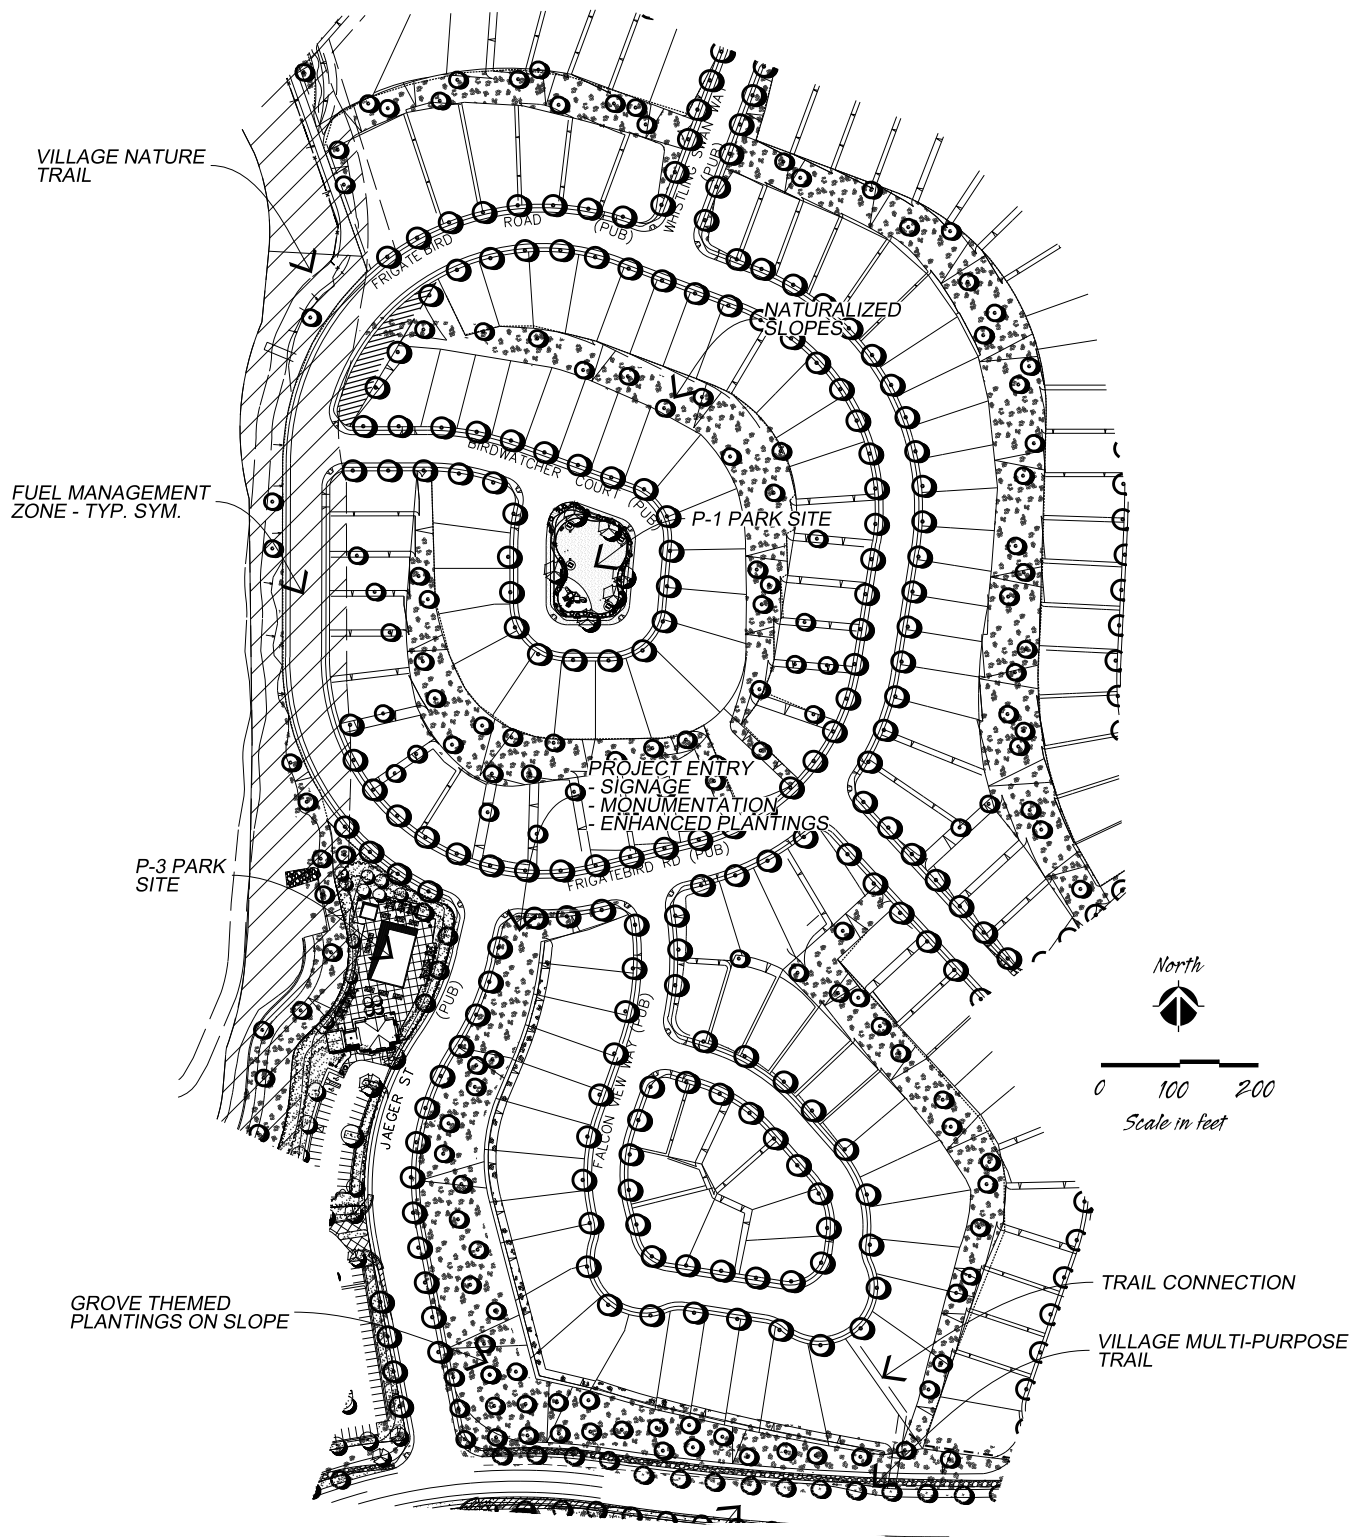 WHISTLING SWAN WAY
(PUB)
VILLAGE NATURE
TRAIL
FRIGATE BIRD ROAD (PUB)
NATURALIZED
SLOPES
BIRDWATCHER COURT (PUB)
FUEL MANAGEMENT
ZONE - TYP. SYM.
P-1 PARK SITE
PROJECT ENTRY
- SIGNAGE
- MONUMENTATION
- ENHANCED PLANTINGS
FRIGATEBIRD RD (PUB)
P-3 PARK
SITE
North
0 100 200
Scale in feet
JAEGER ST (PUB)
FALCON VIEW WAY (PUB)
TRAIL CONNECTION
GROVE THEMED
PLANTINGS ON SLOPE
VILLAGE MULTI-PURPOSE
TRAIL